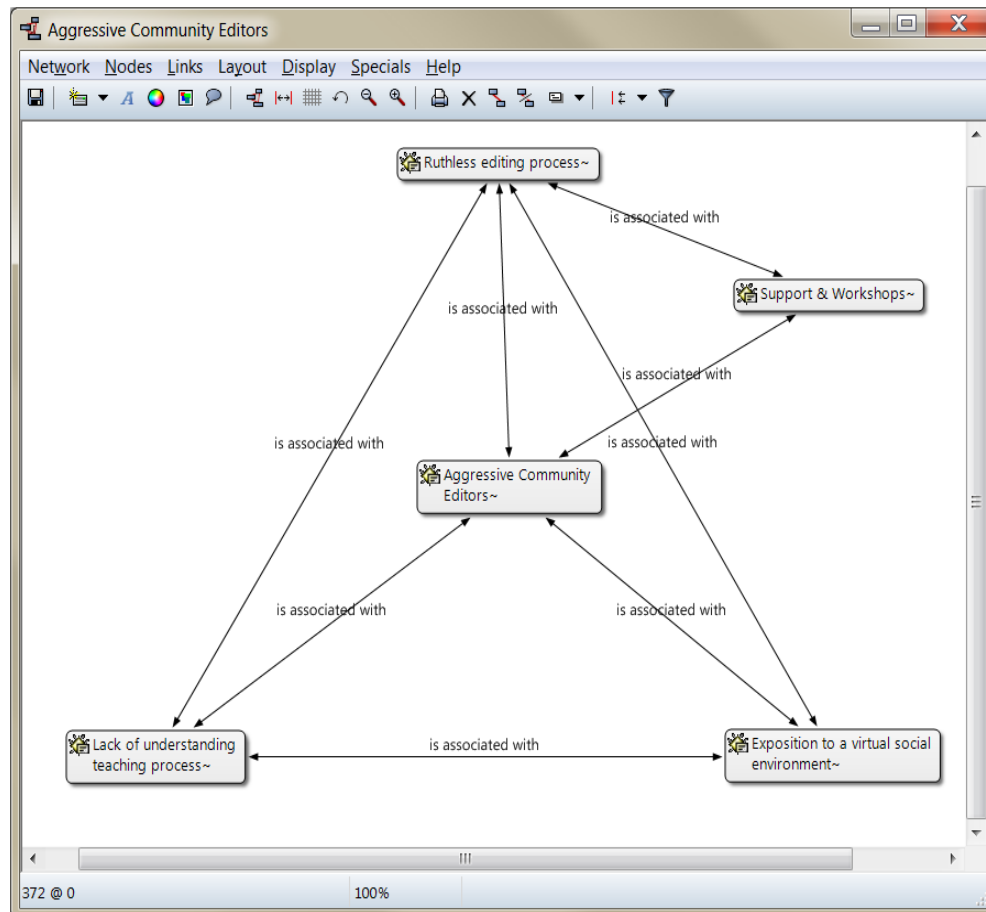 Aggressive Community Editors
Network Nodes Links Layout Display Specials Help
A
Ruthless editing process~
is associated with
Support & Workshops~
is associated with
is associated with
is associated with
is associated with
Aggressive Community
Editors~
is associated with
is associated with
Lack of understanding
teaching process~
is associated with
Exposition to a virtual social
environment~
372 @ 0
100%